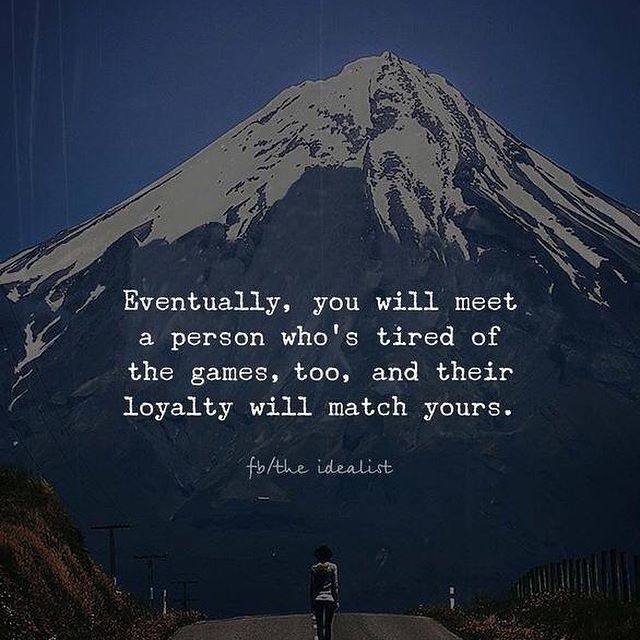 Eventually, you will meet
a person who's tired of
the games, too, and their
loyalty will match yours.
fb/the idealist